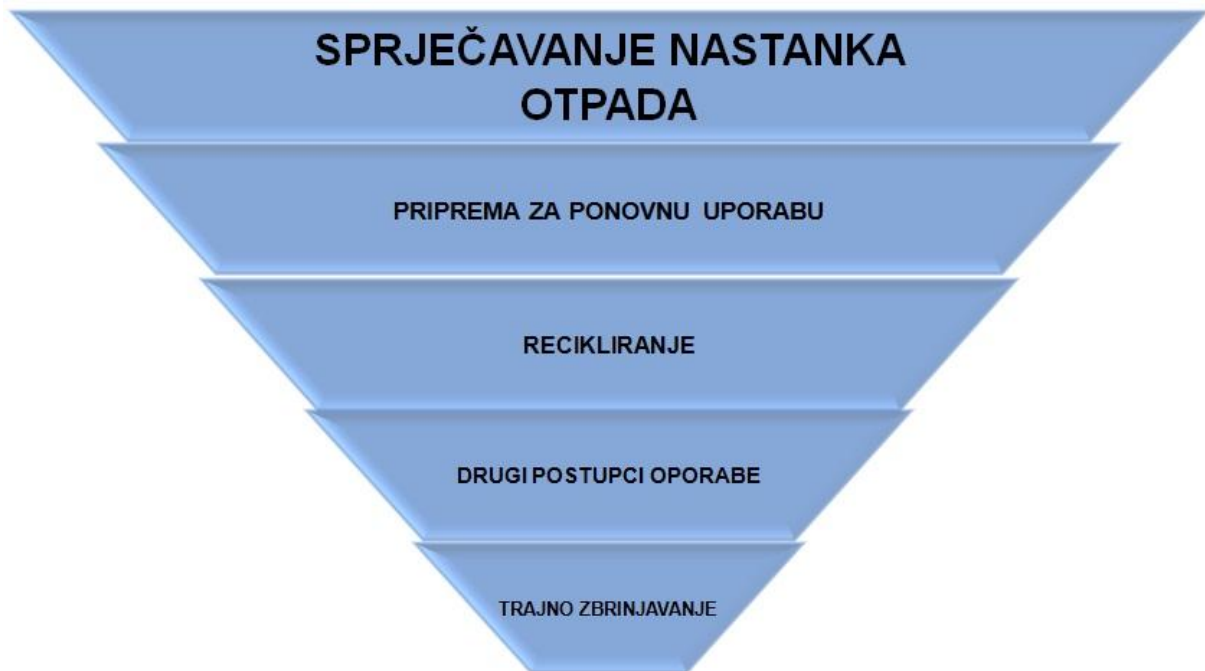 SPRJEČAVANJE NASTANKA
OTPADA
PRIPREMA ZA PONOVNU UPORABU
RECIKLIRANJE
DRUGI POSTUPCI OPORABE
TRAJNO ZBRINJAVANJE